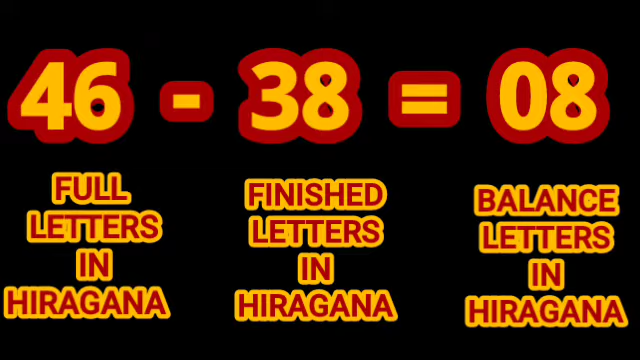 46 - 38 = 08
FULL
LETTERS
IN
HIRAGANA
FINISHED
LETTERS
IN
HIRAGANA
BALANCE
LETTERS
IN
HIRAGANA